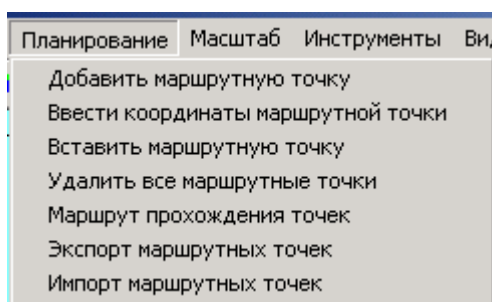 Планирование Масштаб Инструменты
Добавить маршрутную точку
Ввести координаты маршрутной точки
Вставить маршрутную точку
Удалить все маршрутные точки
Маршрут прохождения точек
Экспорт маршрутных точек
Импорт маршрутных точек